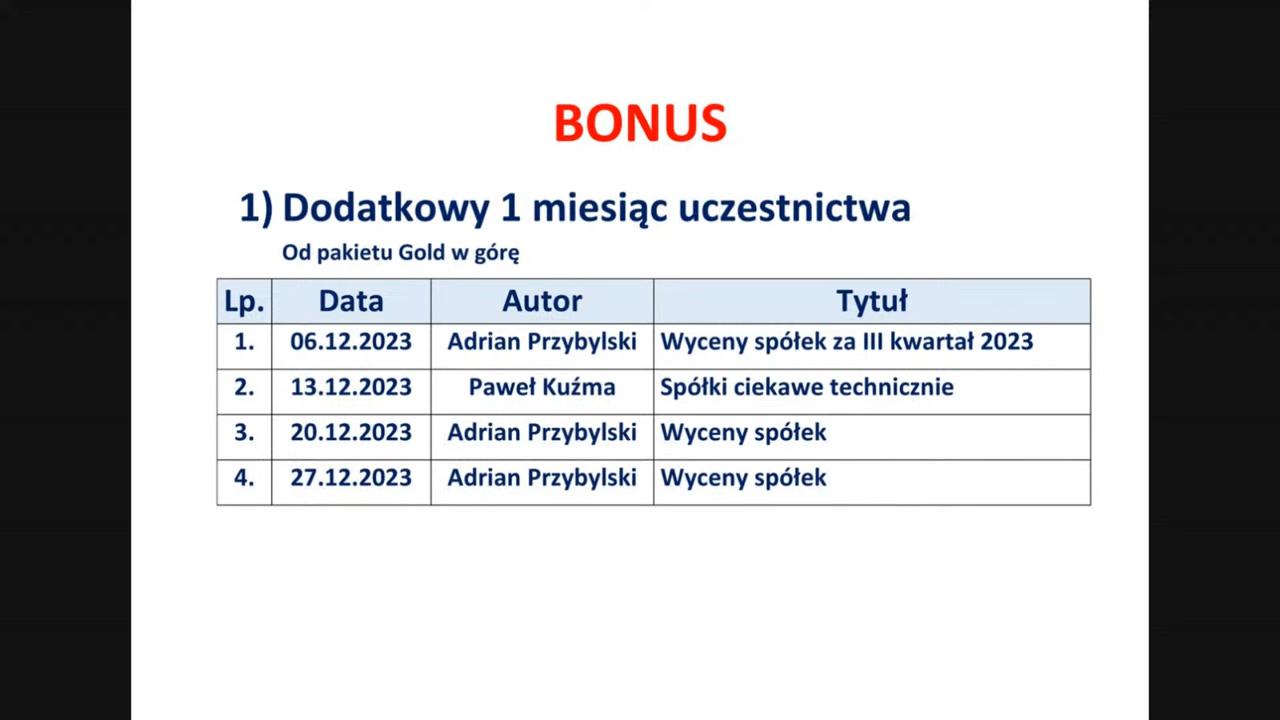 BONUS
1) Dodatkowy 1 miesiąc uczestnictwa
Od pakietu Gold w górę
Lp. Data Autor Tytuł
1. 06.12.2023 Adrian Przybylski Wyceny spółek za III kwartał 2023
2. 13.12.2023 Paweł Kuźma Spółki ciekawe technicznie
3. 20.12.2023 Adrian Przybylski Wyceny spółek
4. 27.12.2023 Adrian Przybylski Wyceny spółek